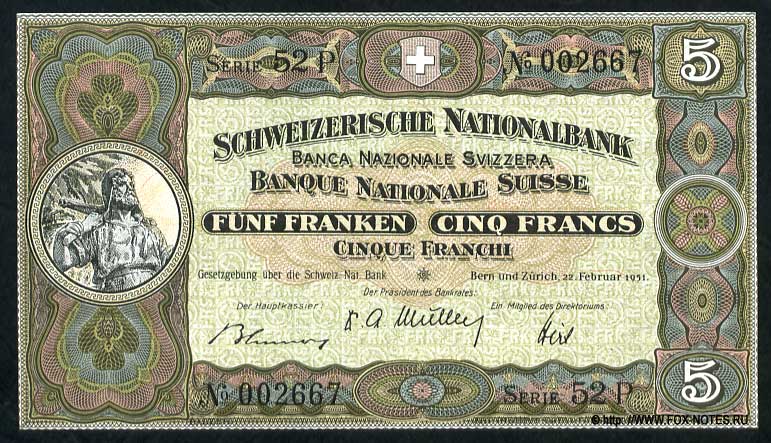 SERIE 52 P No 002667 5
SCHWEIZERISCHE NATIONALBANK
BANCA NAZIONALE SVIZZERA
BANQUE NATIONALE SUISSE
FÜNF FRANKEN CINQ FRANCS
CINQUE FRANCHI
Gesetzgebung über die Schweiz. Nat. Bank Bern und Zürich, 22. Februar 1951.
Der Präsident des Bankrates:
Der Hauptkassier: Ein Mitglied des Direktoriums:
No 002667 SERIE 52 P 5
© http://WWW.FOX-NOTES.RU